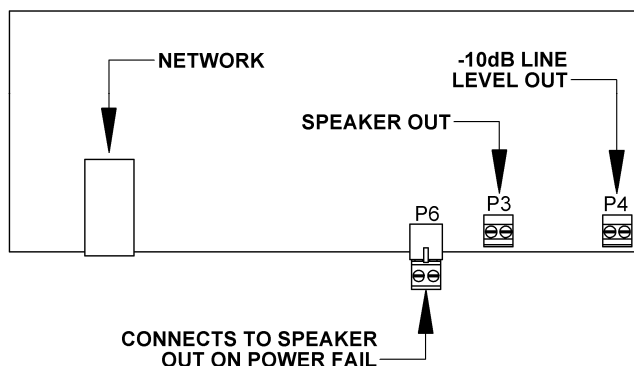 NETWORK
-10dB LINE
LEVEL OUT
SPEAKER OUT
P6
P3
P4
CONNECTS TO SPEAKER
OUT ON POWER FAIL